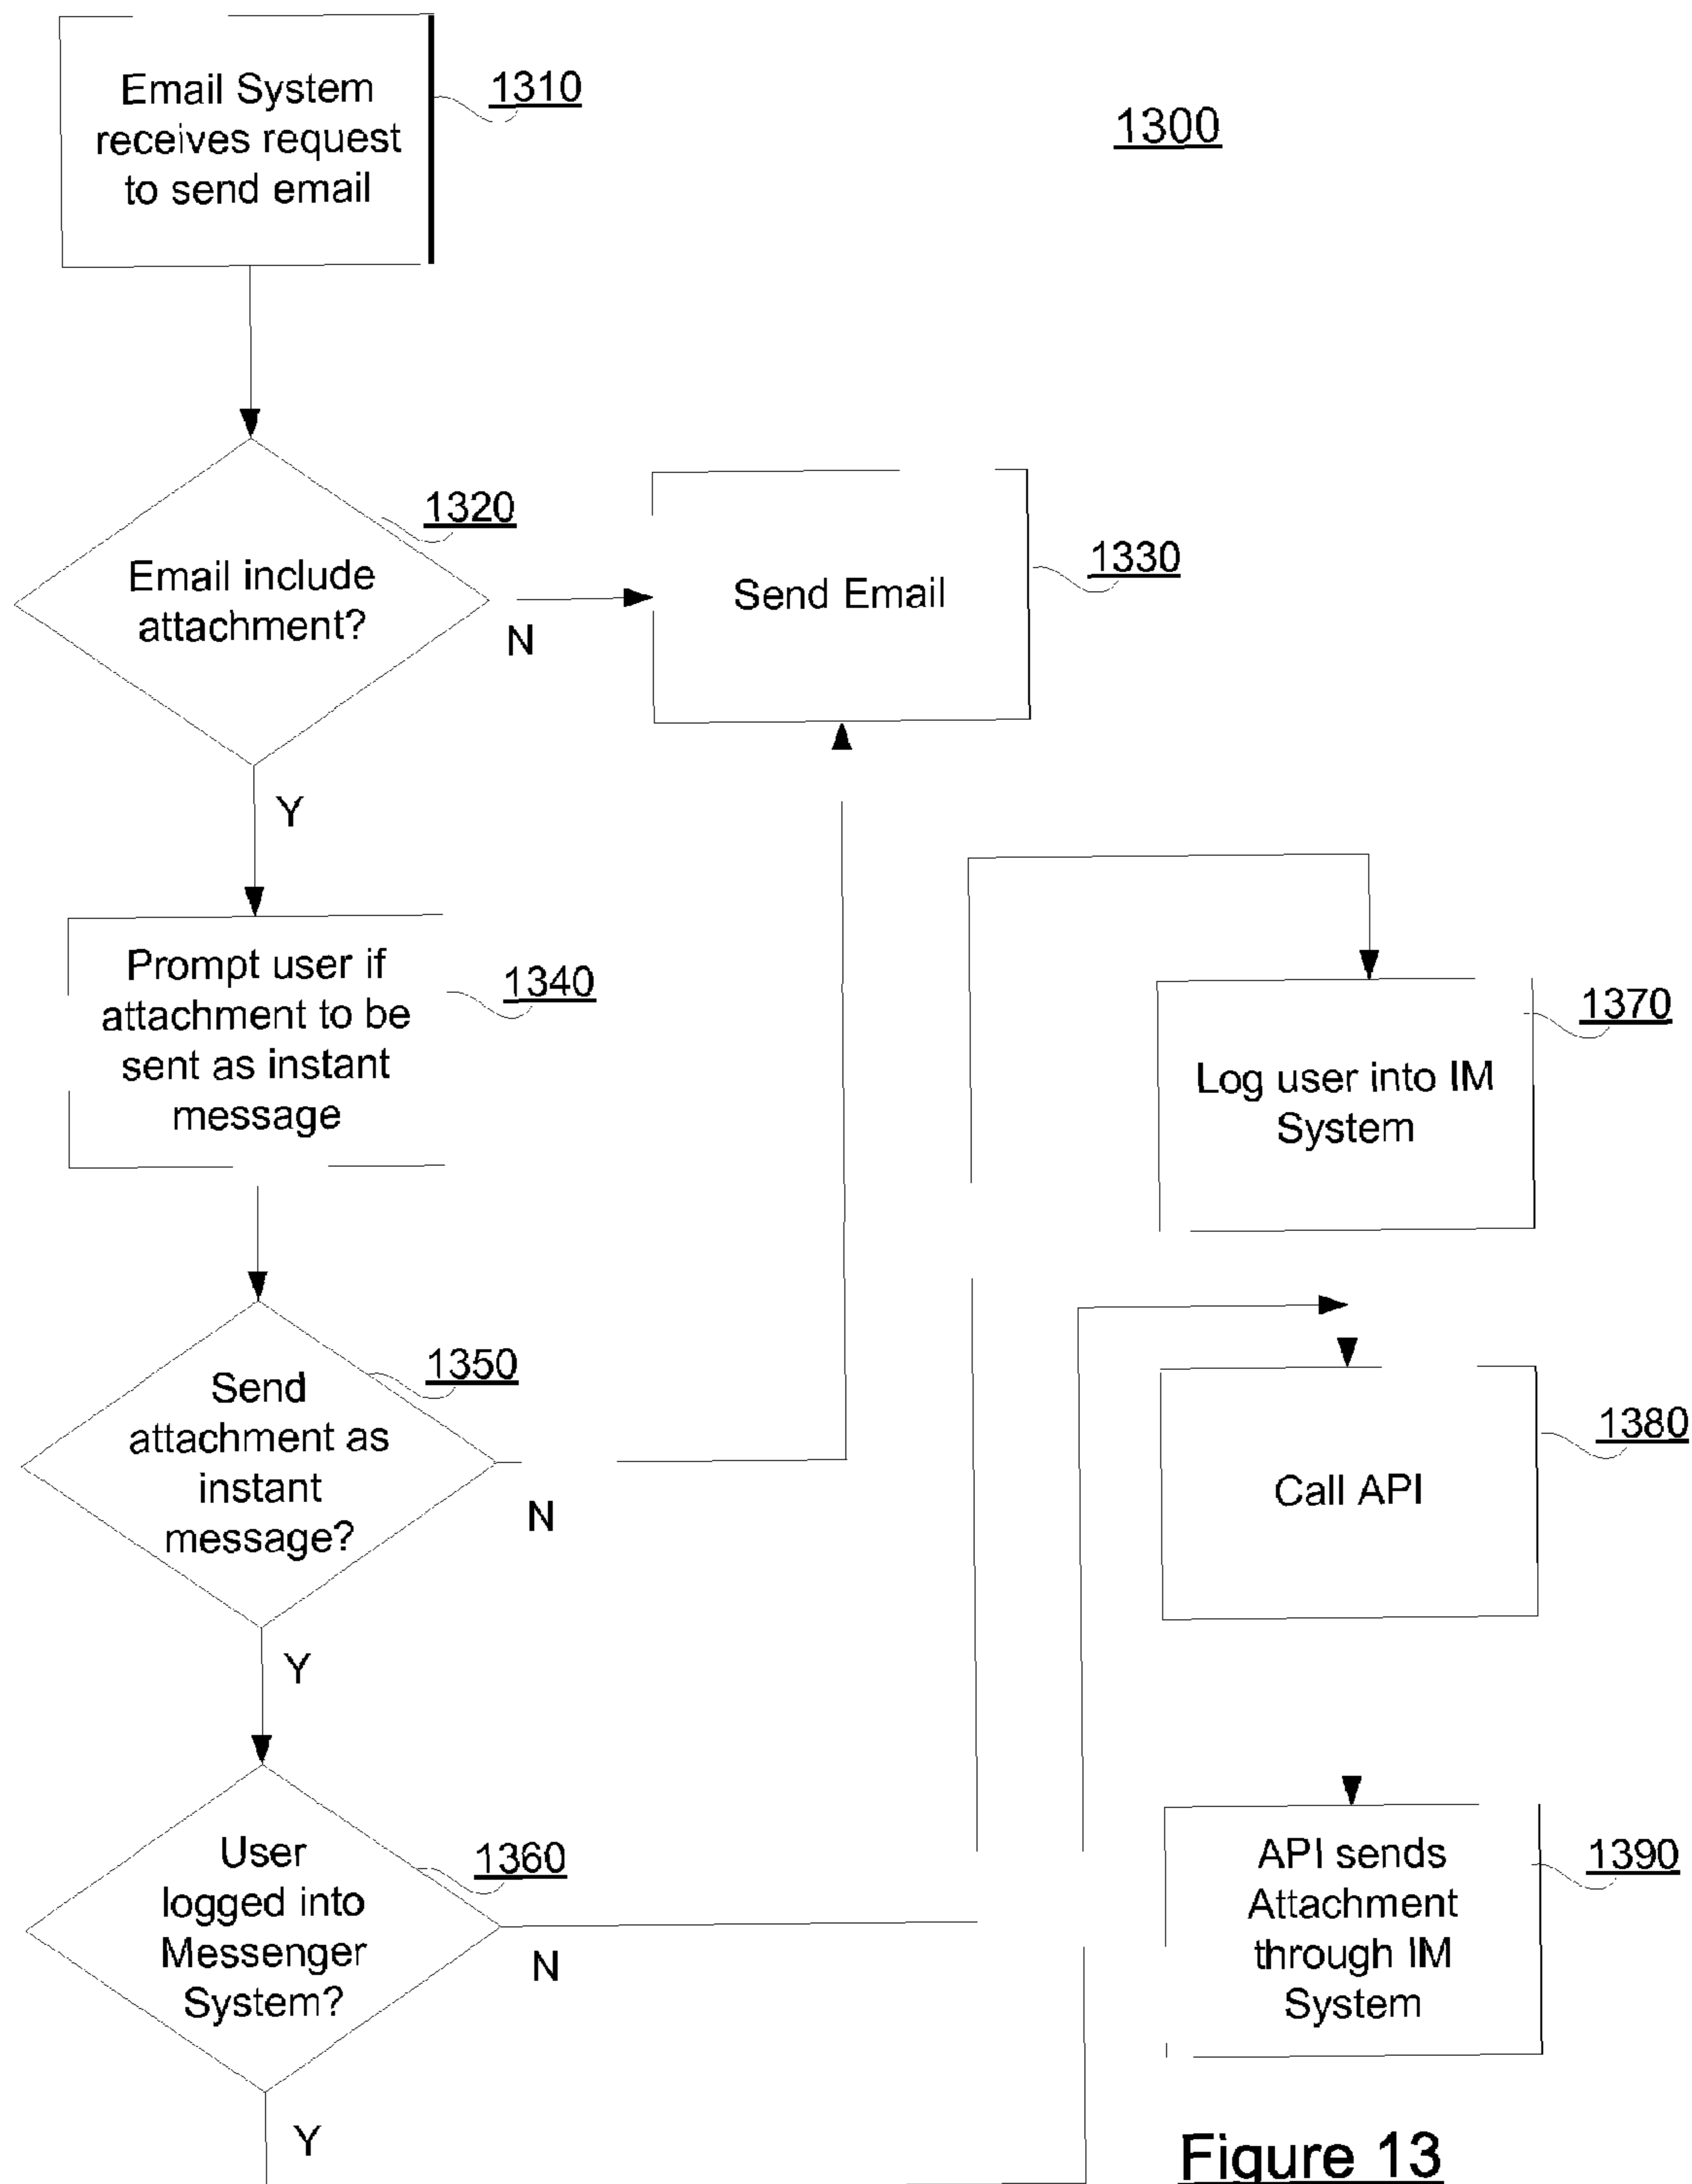 Email System
receives request
to send email
1310
1300
Email include
attachment?
1320
N
Send Email
1330
Y
Prompt user if
attachment to be
sent as instant
message
1340
Log user into IM
System
1370
Send
attachment as
instant
message?
1350
N
Call API
1380
Y
User
logged into
Messenger
System?
1360
N
API sends
Attachment
through IM
System
1390
Y
Figure 13